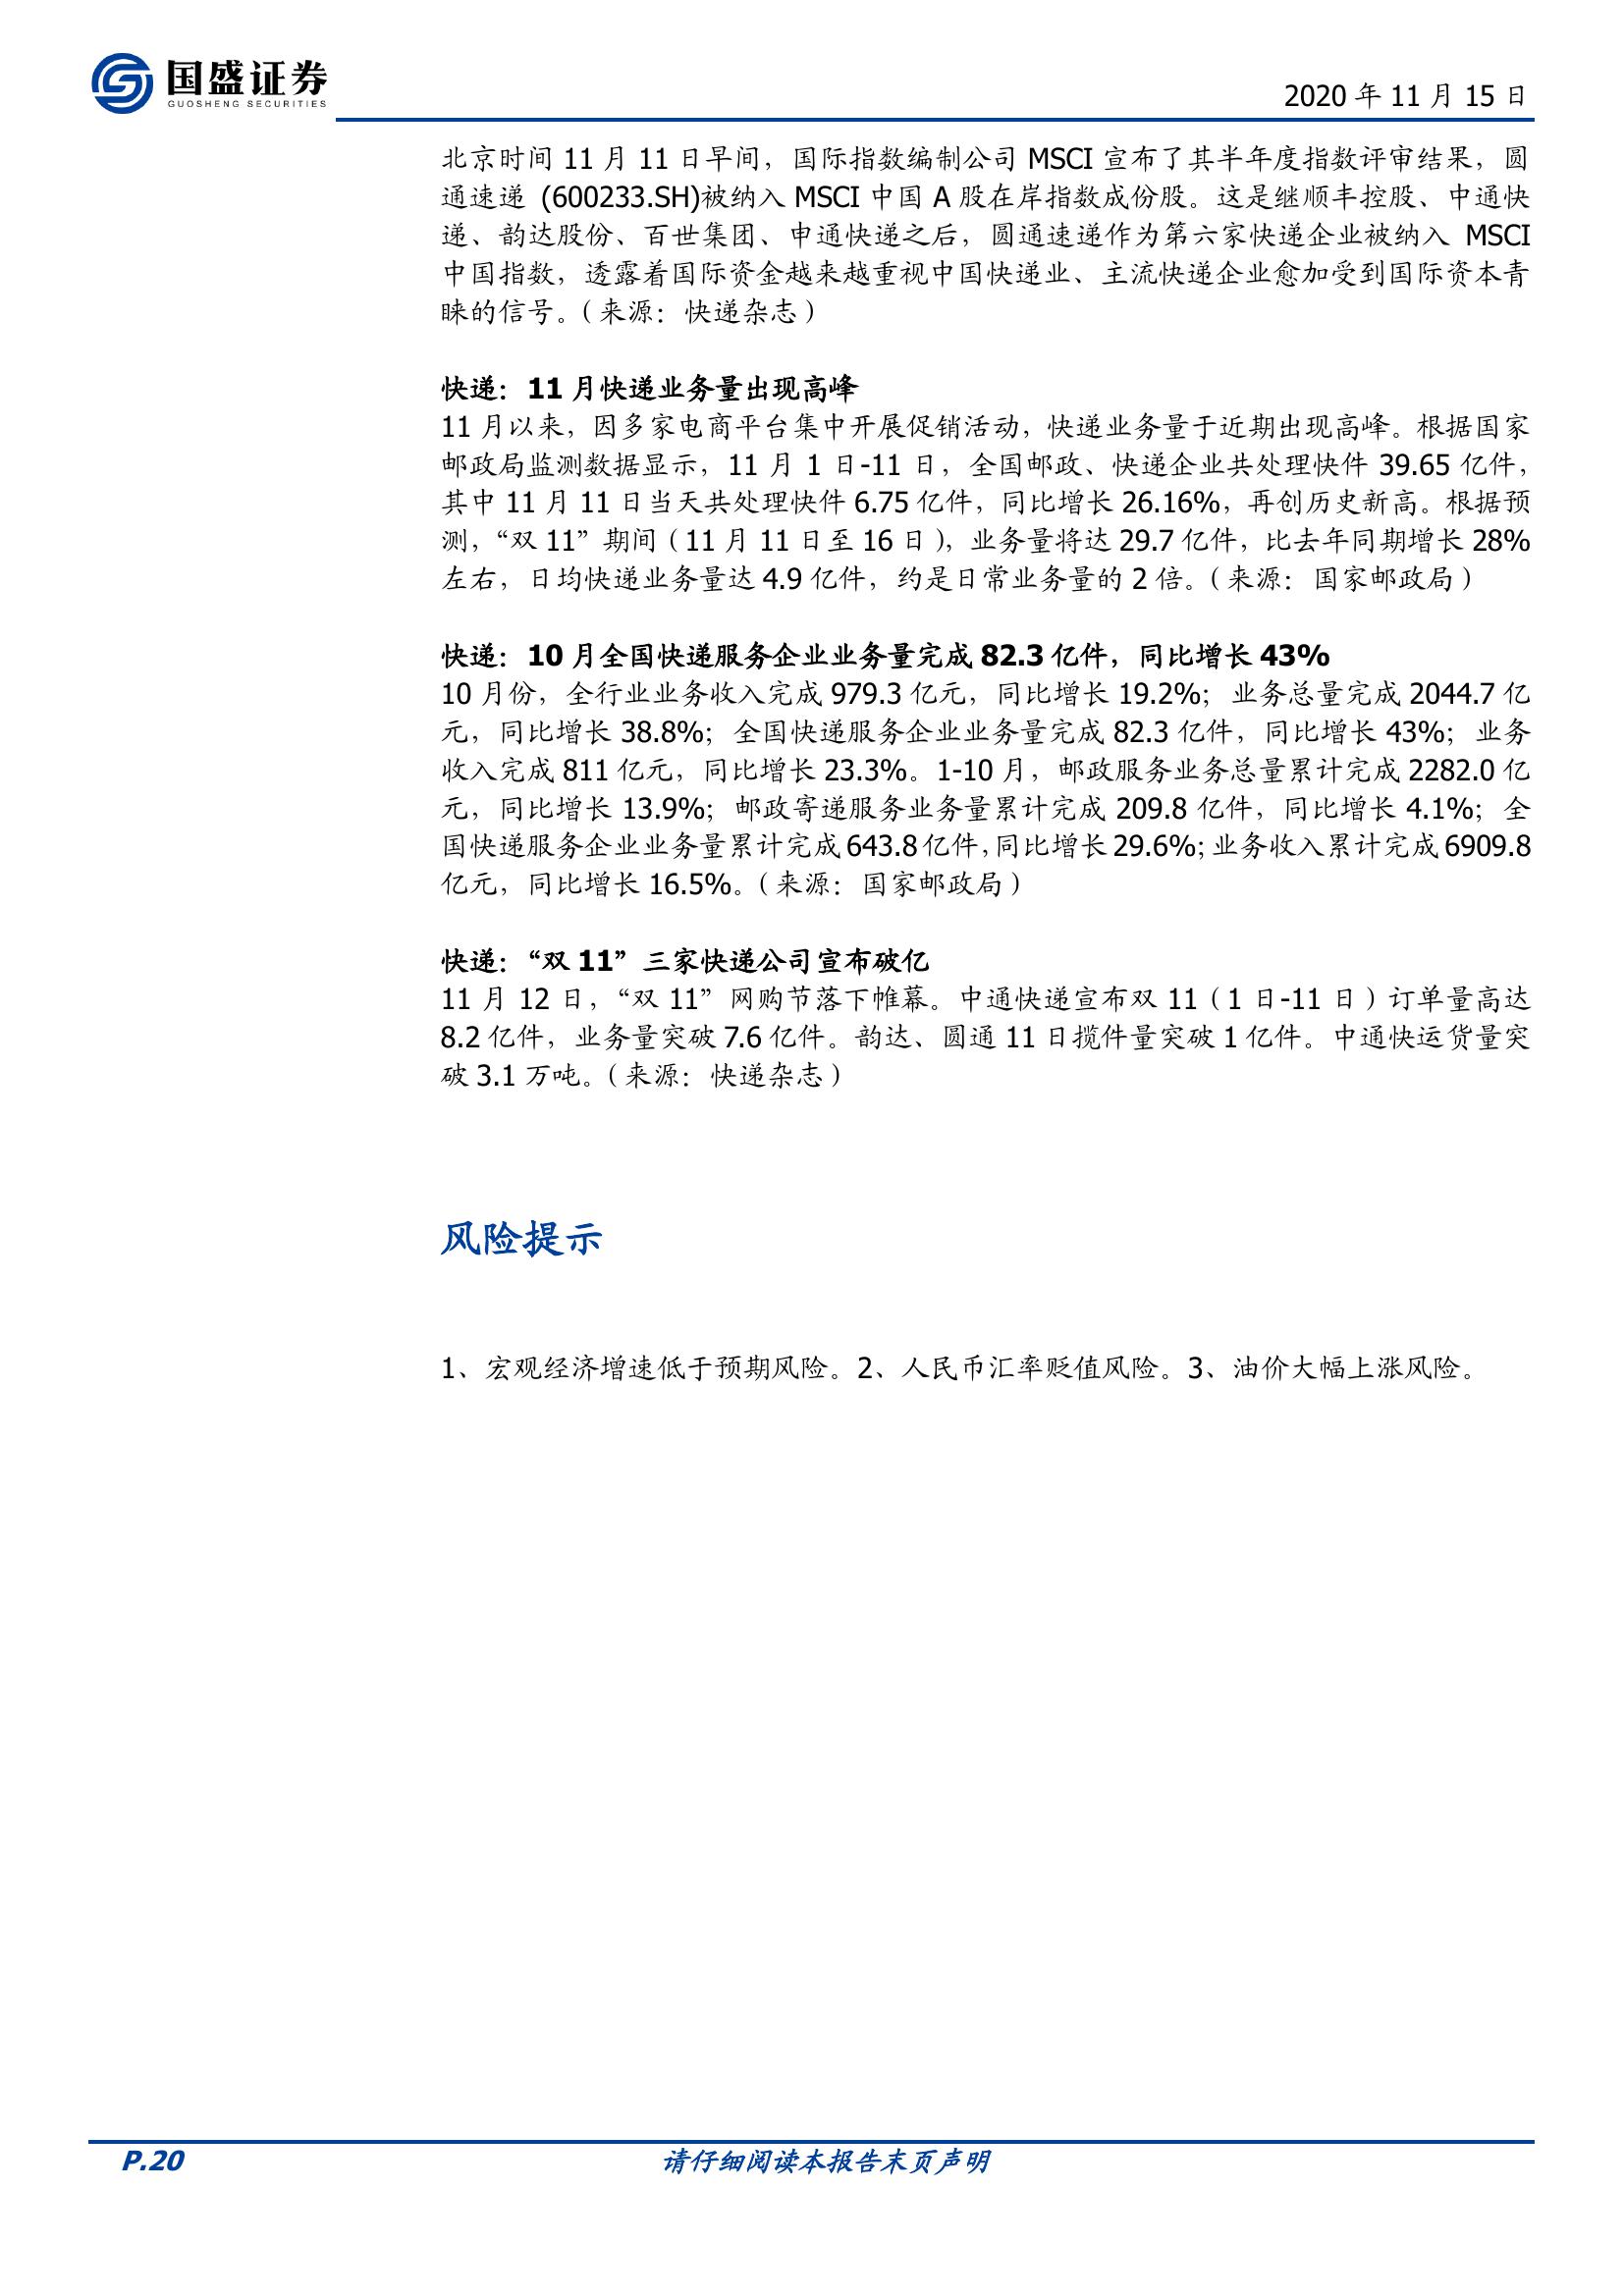 国盛证券
GUOSHENG SECURITIES
2020 年 11 月 15 日
北京时间 11 月 11 日早间，国际指数编制公司 MSCI 宣布了其半年度指数评审结果，圆
通速递 (600233.SH)被纳入 MSCI 中国 A 股在岸指数成份股。这是继顺丰控股、中通快
递、韵达股份、百世集团、申通快递之后，圆通速递作为第六家快递企业被纳入 MSCI
中国指数，透露着国际资金越来越重视中国快递业、主流快递企业愈加受到国际资本青
睐的信号。（来源：快递杂志）
快递：11 月快递业务量出现高峰
11 月以来，因多家电商平台集中开展促销活动，快递业务量于近期出现高峰。根据国家
邮政局监测数据显示，11 月 1 日-11 日，全国邮政、快递企业共处理快件 39.65 亿件，
其中 11 月 11 日当天共处理快件 6.75 亿件，同比增长 26.16%，再创历史新高。根据预
测，“双 11”期间（11 月 11 日至 16 日），业务量将达 29.7 亿件，比去年同期增长 28%
左右，日均快递业务量达 4.9 亿件，约是日常业务量的 2 倍。（来源：国家邮政局）
快递：10 月全国快递服务企业业务量完成 82.3 亿件，同比增长 43%
10 月份，全行业业务收入完成 979.3 亿元，同比增长 19.2%；业务总量完成 2044.7 亿
元，同比增长 38.8%；全国快递服务企业业务量完成 82.3 亿件，同比增长 43%；业务
收入完成 811 亿元，同比增长 23.3%。1-10 月，邮政服务业务总量累计完成 2282.0 亿
元，同比增长 13.9%；邮政寄递服务业务量累计完成 209.8 亿件，同比增长 4.1%；全
国快递服务企业业务量累计完成 643.8 亿件，同比增长 29.6%；业务收入累计完成 6909.8
亿元，同比增长 16.5%。（来源：国家邮政局）
快递：“双 11”三家快递公司宣布破亿
11 月 12 日，“双 11”网购节落下帷幕。中通快递宣布双 11（1 日-11 日）订单量高达
8.2 亿件，业务量突破 7.6 亿件。韵达、圆通 11 日揽件量突破 1 亿件。中通快运货量突
破 3.1 万吨。（来源：快递杂志）
风险提示
1、宏观经济增速低于预期风险。2、人民币汇率贬值风险。3、油价大幅上涨风险。
P.20
请仔细阅读本报告末页声明